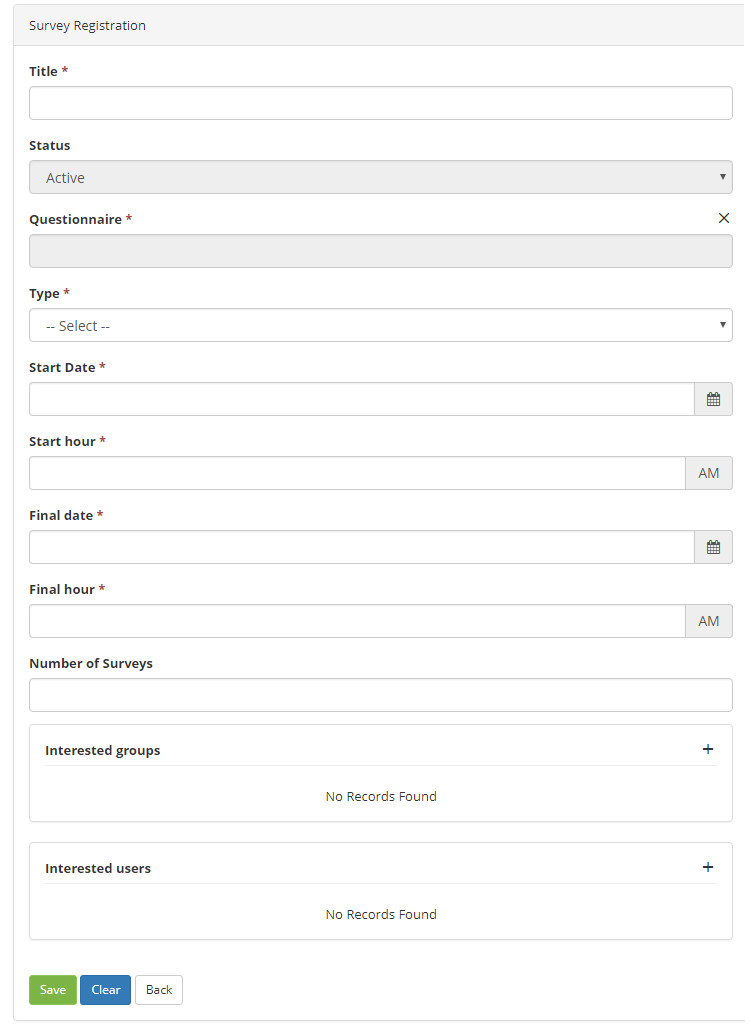 Survey Registration
Title *
Status
Active
Questionnaire *
Type *
-- Select --
Start Date *
Start hour *
AM
Final date *
Final hour *
AM
Number of Surveys
Interested groups
No Records Found
Interested users
No Records Found
Save Clear Back